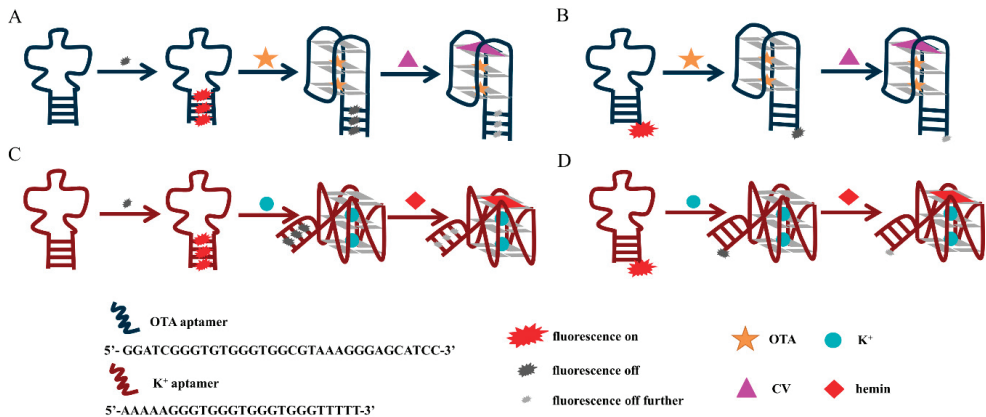 A
B
C
D
OTA aptamer
5’- GGATCGGGTGTGGGTGGCGTAAAGGGAGCATCC-3’
K⁺ aptamer
5’-AAAAAGGGTGGGTGGGTGGGTTTTT-3’
fluorescence on
fluorescence off
fluorescence off further
OTA
K⁺
CV
hemin